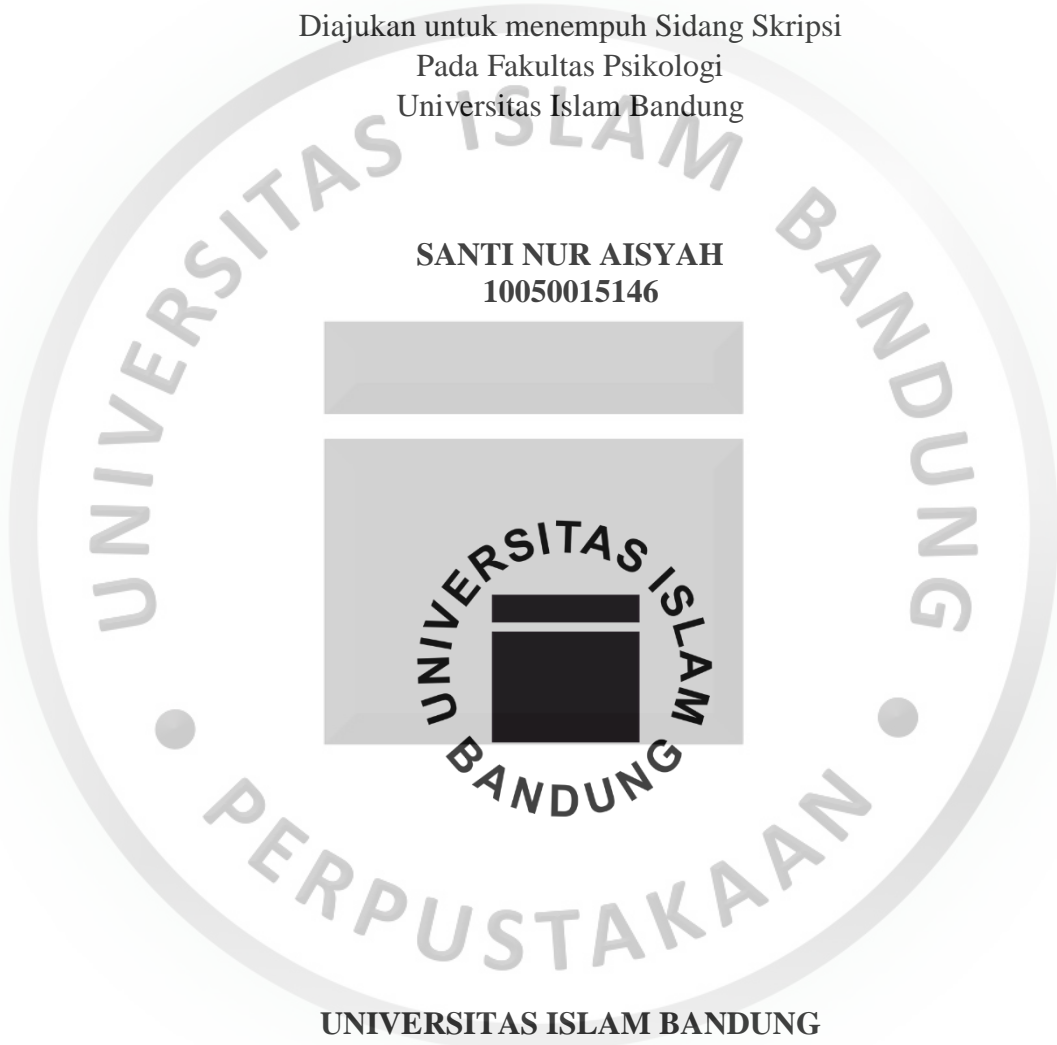 Diajukan untuk menempuh Sidang Skripsi
Pada Fakultas Psikologi
Universitas Islam Bandung
UNIVERSITAS ISLAM BANDUNG
SANTI NUR AISYAH
10050015146
UNIVERSITAS ISLAM
BANDUNG
PERPUSTAKAAN
UNIVERSITAS ISLAM BANDUNG